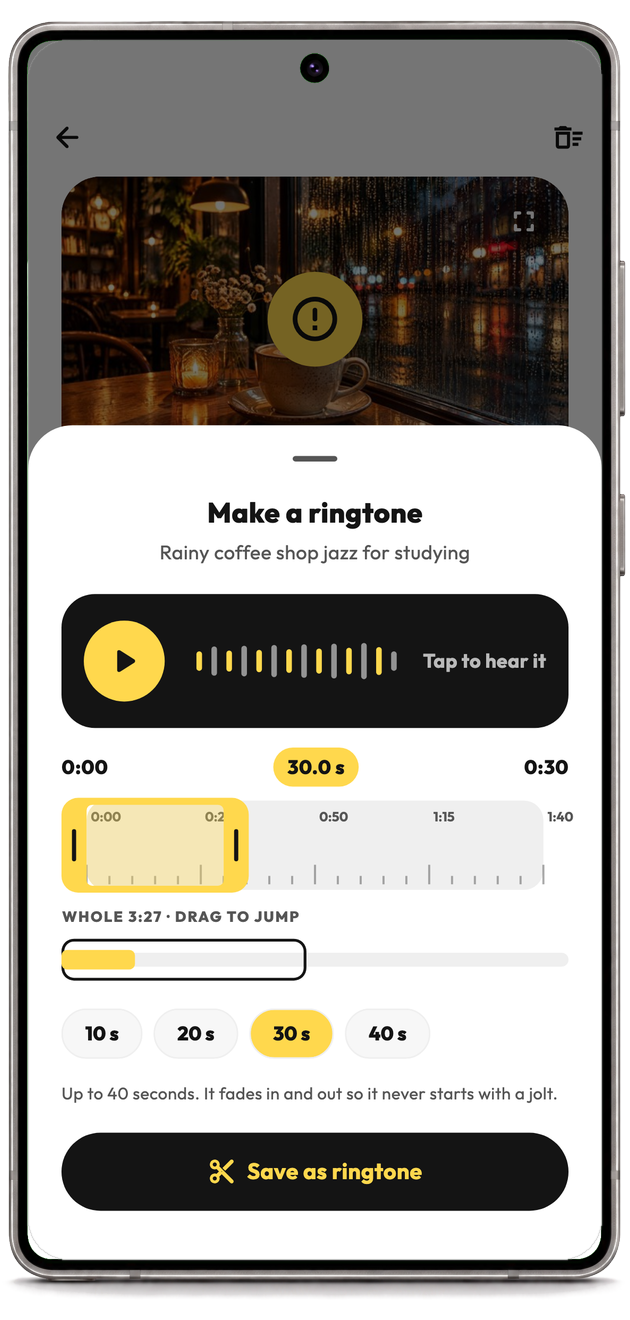 Make a ringtone
Rainy coffee shop jazz for studying
Tap to hear it
0:00 30.0 s 0:30
0:00 0:2 0:50 1:15 1:40
WHOLE 3:27 · DRAG TO JUMP
10 s 20 s 30 s 40 s
Up to 40 seconds. It fades in and out so it never starts with a jolt.
Save as ringtone